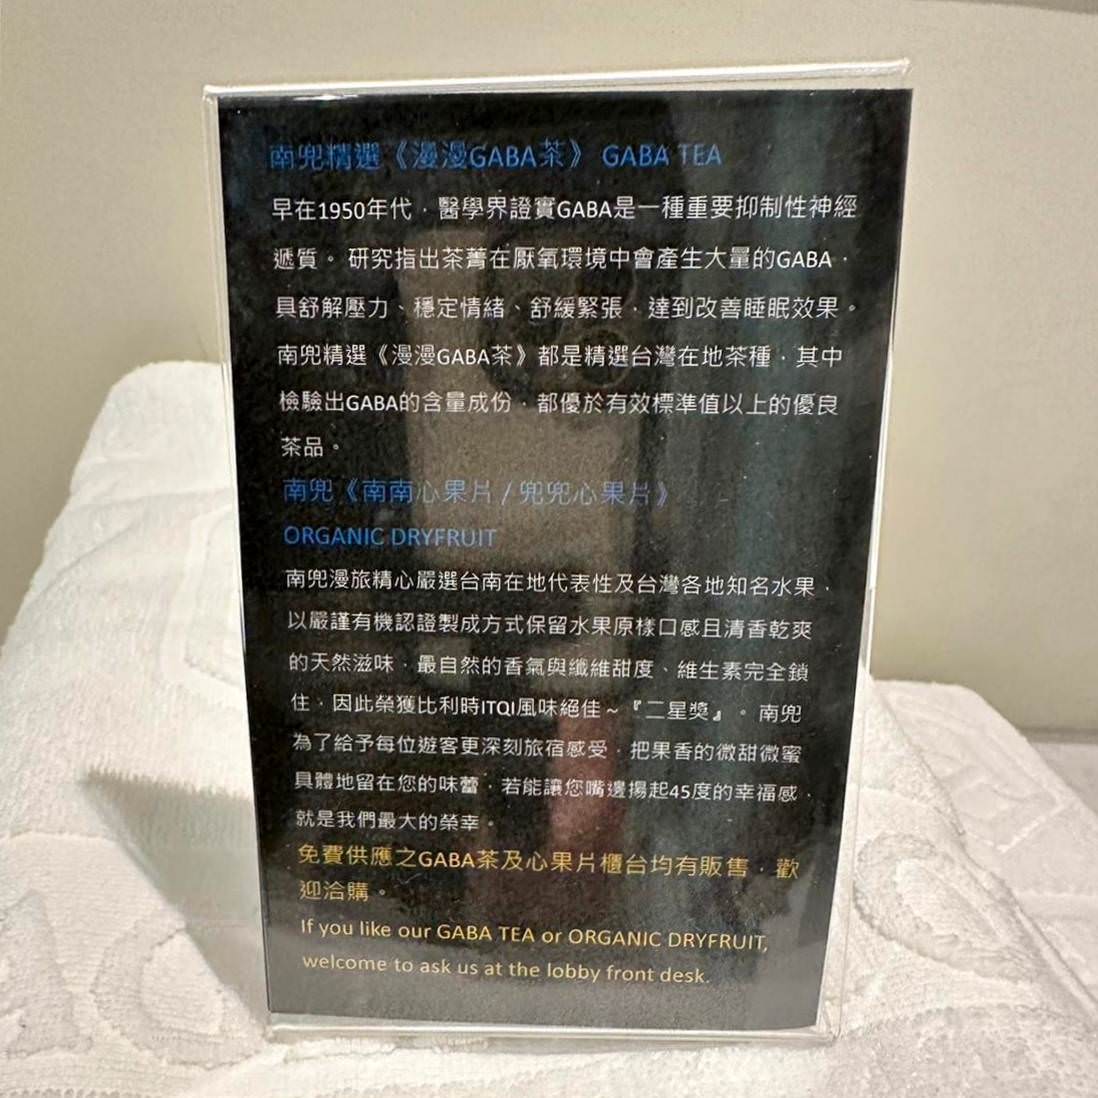 南兜精選《漫漫GABA茶》 GABA TEA
早在1950年代，醫學界證實GABA是一種重要抑制性神經
遞質。研究指出茶菁在厭氧環境中會產生大量的GABA，
具舒解壓力、穩定情緒、舒緩緊張，達到改善睡眠效果。
南兜精選《漫漫GABA茶》都是精選台灣在地茶種，其中
檢驗出GABA的含量成份，都優於有效標準值以上的優良
茶品。
南兜《南南心果片/兜兜心果片》
ORGANIC DRYFRUIT
南兜漫旅精心嚴選台南在地代表性及台灣各地知名水果，
以嚴謹有機認證製成方式保留水果原樣口感且清香乾爽
的天然滋味，最自然的香氣與纖維甜度、維生素完全鎖
住，因此榮獲比利時ITQI風味絕佳~『二星獎』。南兜
為了給予每位遊客更深刻旅宿感受，把果香的微甜微蜜
具體地留在您的味蕾，若能讓您嘴邊揚起45度的幸福感，
就是我們最大的榮幸。
免費供應之GABA茶及心果片櫃台均有販售，歡
迎洽購。
If you like our GABA TEA or ORGANIC DRYFRUIT,
welcome to ask us at the lobby front desk.